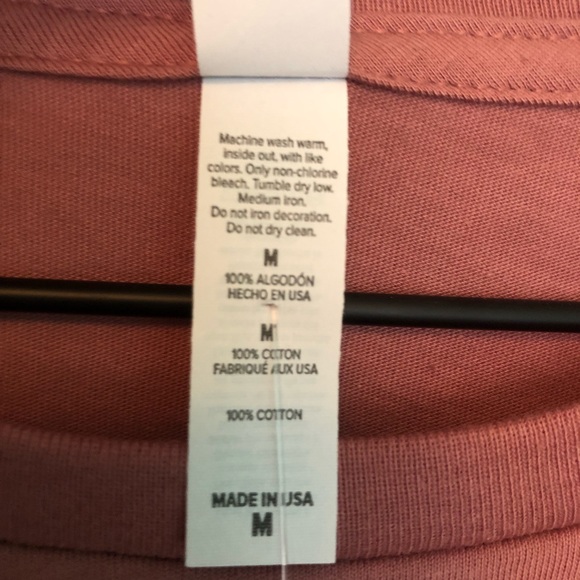 Machine wash warm,
inside out, with like
colors. Only non-chlorine
bleach. Tumble dry low.
Medium iron.
Do not iron decoration.
Do not dry clean.
M
100% ALGODÓN
HECHO EN USA
M
100% COTON
FABRIQUÉ AUX USA
100% COTTON
MADE IN USA
M